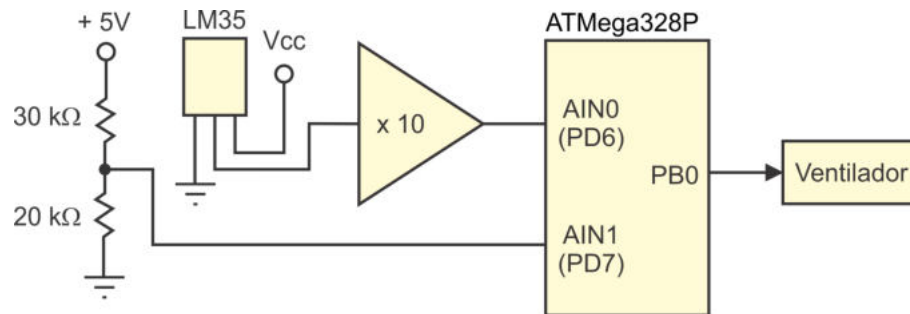 + 5V
LM35
Vcc
ATMega328P
30 kΩ
x 10
AIN0
(PD6)
PB0
Ventilador
20 kΩ
AIN1
(PD7)